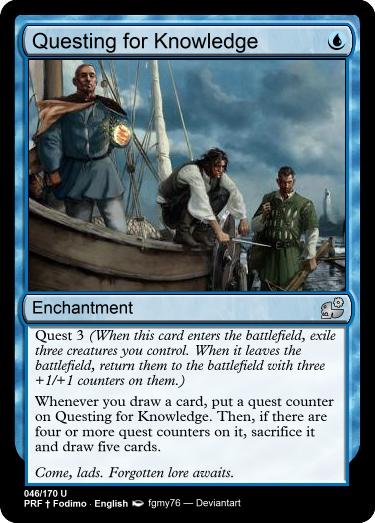 Questing for Knowledge
Enchantment
Quest 3 (When this card enters the battlefield, exile
three creatures you control. When it leaves the
battlefield, return them to the battlefield with three
+1/+1 counters on them.)
Whenever you draw a card, put a quest counter
on Questing for Knowledge. Then, if there are
four or more quest counters on it, sacrifice it
and draw five cards.
Come, lads. Forgotten lore awaits.
046/170 U
PRF † Fodimo · English fgmy76 — Deviantart